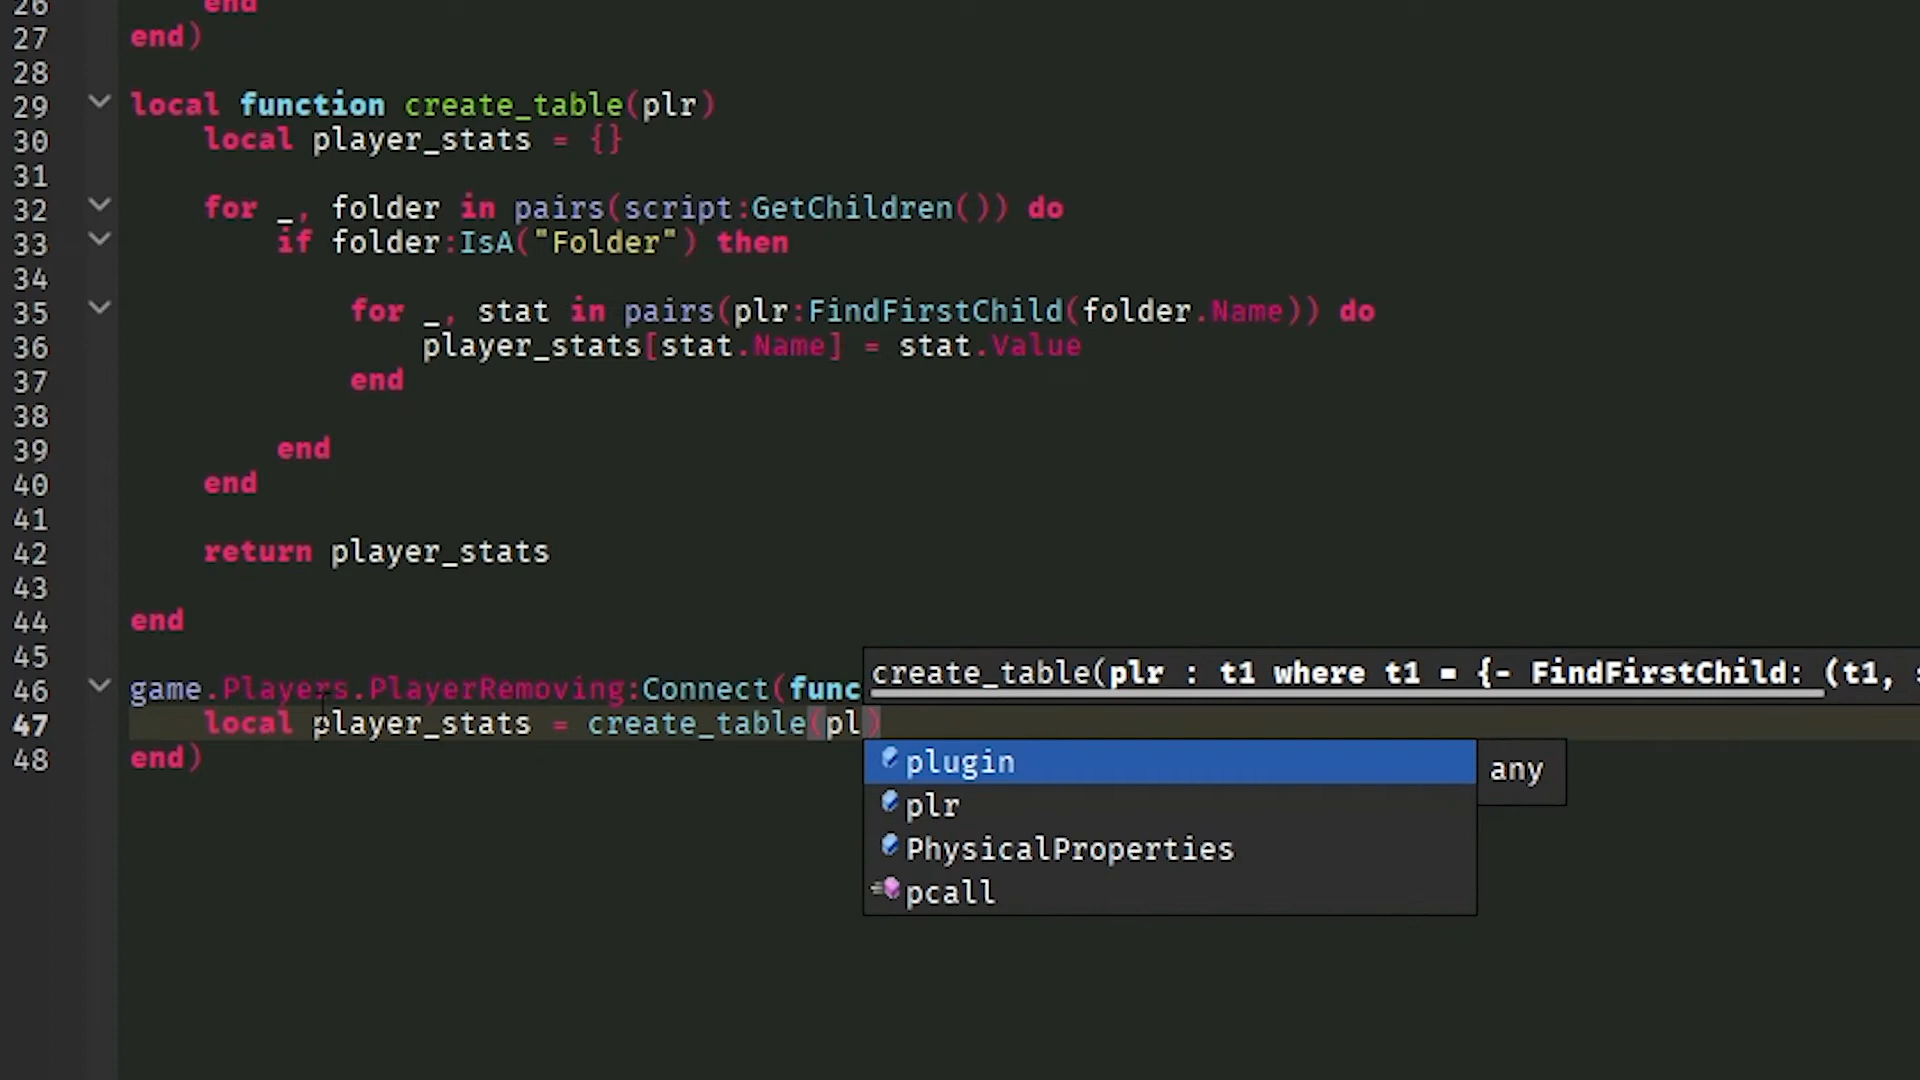 26 end
27 end)
28
29 local function create_table(plr)
30 local player_stats = {}
31
32 for _, folder in pairs(script:GetChildren()) do
33 if folder:IsA("Folder") then
34
35 for _, stat in pairs(plr:FindFirstChild(folder.Name)) do
36 player_stats[stat.Name] = stat.Value
37 end
38
39 end
40 end
41
42 return player_stats
43
44 end
45
create_table(plr : t1 where t1 = {- FindFirstChild: (t1,
46 game.Players.PlayerRemoving:Connect(func
47 local player_stats = create_table(pl)
48 end)
plugin
any
plr
PhysicalProperties
pcall